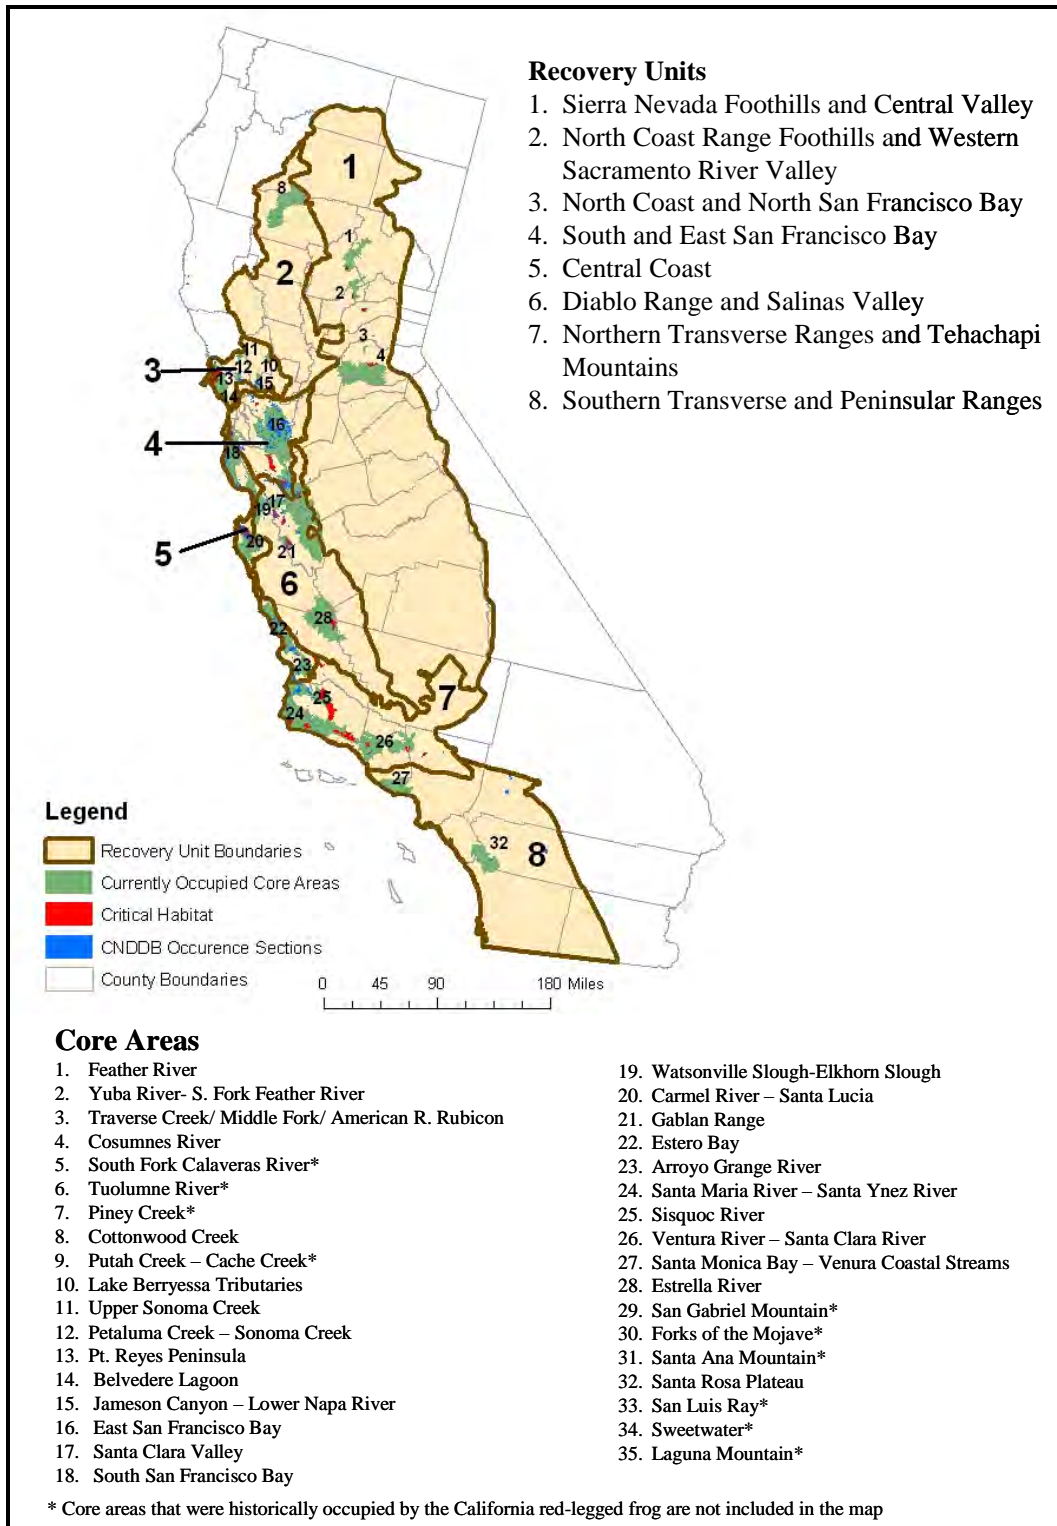 Recovery Units
1. Sierra Nevada Foothills and Central Valley
2. North Coast Range Foothills and Western
Sacramento River Valley
3. North Coast and North San Francisco Bay
4. South and East San Francisco Bay
5. Central Coast
6. Diablo Range and Salinas Valley
7. Northern Transverse Ranges and Tehachapi
Mountains
8. Southern Transverse and Peninsular Ranges
1
8
1
2
2
3
4
11
3
12
10
13
15
14
16
4
18
17
19
5
20
21
6
28
22
23
7
25
24
26
27
32
8
Legend
Recovery Unit Boundaries
Currently Occupied Core Areas
Critical Habitat
CNDDB Occurence Sections
County Boundaries
0 45 90 180 Miles
Core Areas
1. Feather River
2. Yuba River- S. Fork Feather River
3. Traverse Creek/ Middle Fork/ American R. Rubicon
4. Cosumnes River
5. South Fork Calaveras River*
6. Tuolumne River*
7. Piney Creek*
8. Cottonwood Creek
9. Putah Creek – Cache Creek*
10. Lake Berryessa Tributaries
11. Upper Sonoma Creek
12. Petaluma Creek – Sonoma Creek
13. Pt. Reyes Peninsula
14. Belvedere Lagoon
15. Jameson Canyon – Lower Napa River
16. East San Francisco Bay
17. Santa Clara Valley
18. South San Francisco Bay
19. Watsonville Slough-Elkhorn Slough
20. Carmel River – Santa Lucia
21. Gablan Range
22. Estero Bay
23. Arroyo Grange River
24. Santa Maria River – Santa Ynez River
25. Sisquoc River
26. Ventura River – Santa Clara River
27. Santa Monica Bay – Venura Coastal Streams
28. Estrella River
29. San Gabriel Mountain*
30. Forks of the Mojave*
31. Santa Ana Mountain*
32. Santa Rosa Plateau
33. San Luis Ray*
34. Sweetwater*
35. Laguna Mountain*
* Core areas that were historically occupied by the California red-legged frog are not included in the map